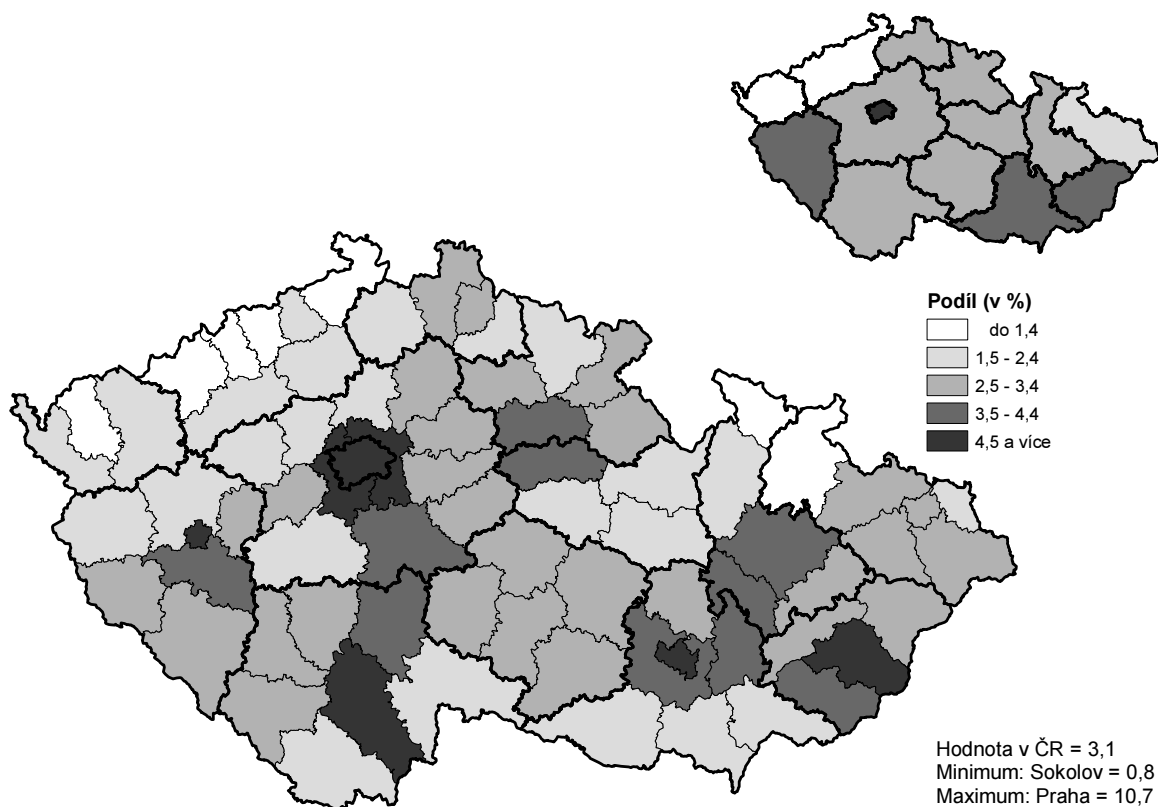 Podíl (v %)
do 1,4
1,5 - 2,4
2,5 - 3,4
3,5 - 4,4
4,5 a více
Hodnota v ČR = 3,1
Minimum: Sokolov = 0,8
Maximum: Praha = 10,7